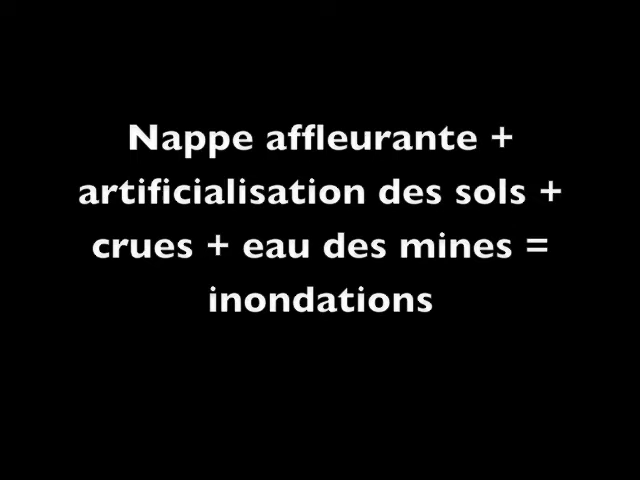 Nappe affleurante +
artificialisation des sols +
crues + eau des mines =
inondations